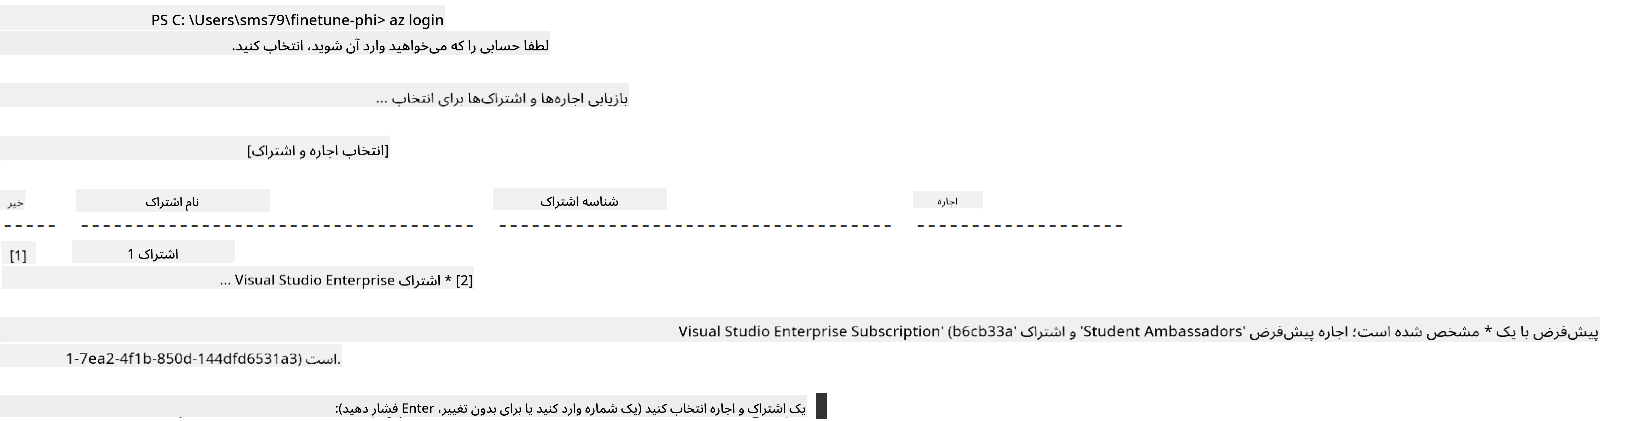 PS C: \Users\sms79\finetune-phi> az login
لطفا حسابی را که می‌خواهید وارد آن شوید، انتخاب کنید.
بازیابی اجاره‌ها و اشتراک‌ها برای انتخاب ...
[انتخاب اجاره و اشتراک]
خیر نام اشتراک شناسه اشتراک اجاره
[1] اشتراک 1
[2] * اشتراک Visual Studio Enterprise ...
پیش‌فرض با یک * مشخص شده است؛ اجاره پیش‌فرض 'Student Ambassadors' و اشتراک 'Visual Studio Enterprise Subscription' (b6cb33a
1-7ea2-4f1b-850d-144dfd6531a3) است.
یک اشتراک و اجاره انتخاب کنید (یک شماره وارد کنید یا برای بدون تغییر، Enter فشار دهید):